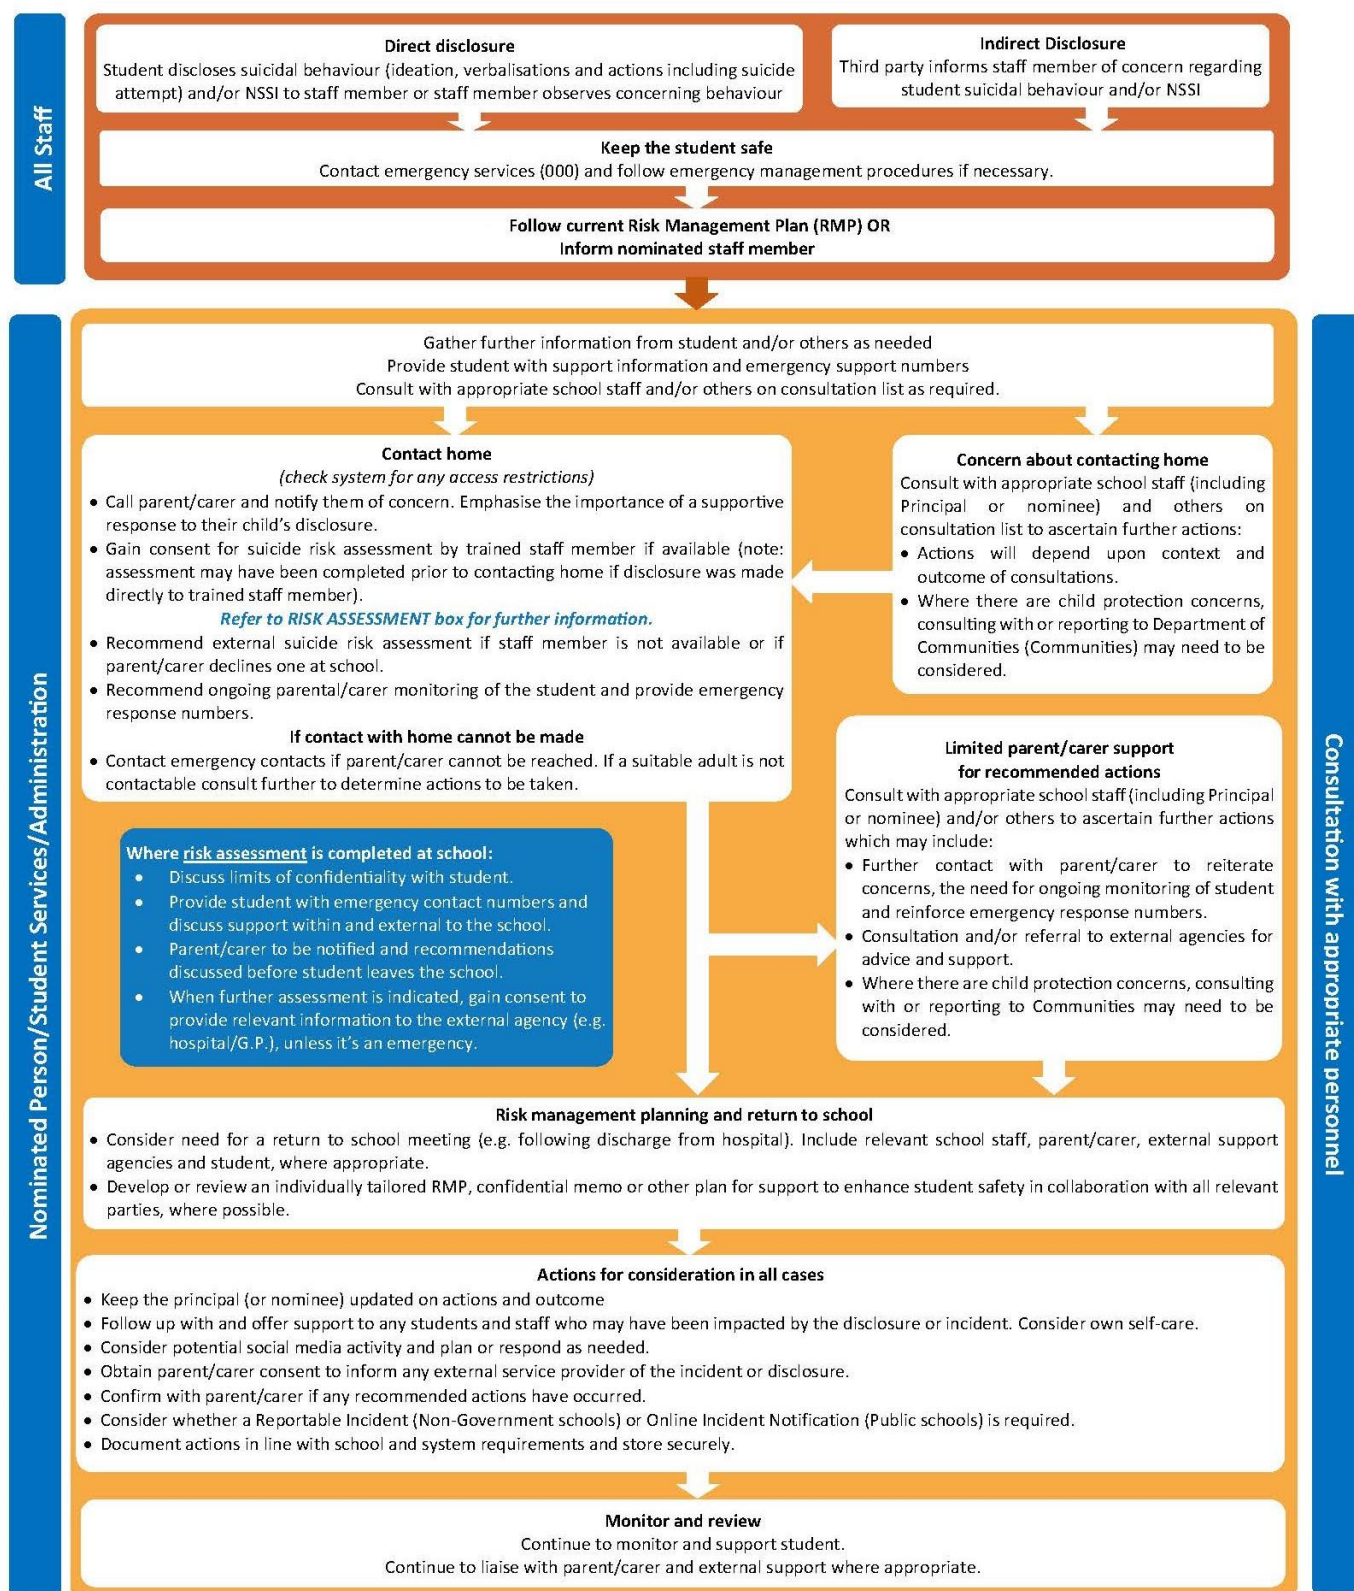 All Staff
Direct disclosure
Student discloses suicidal behaviour (ideation, verbalisations and actions including suicide
attempt) and/or NSSI to staff member or staff member observes concerning behaviour
Indirect Disclosure
Third party informs staff member of concern regarding
student suicidal behaviour and/or NSSI
Keep the student safe
Contact emergency services (000) and follow emergency management procedures if necessary.
Follow current Risk Management Plan (RMP) OR
Inform nominated staff member
Nominated Person/Student Services/Administration
Consultation with appropriate personnel
Gather further information from student and/or others as needed
Provide student with support information and emergency support numbers
Consult with appropriate school staff and/or others on consultation list as required.
Contact home
(check system for any access restrictions)
• Call parent/carer and notify them of concern. Emphasise the importance of a supportive
response to their child's disclosure.
• Gain consent for suicide risk assessment by trained staff member if available (note:
assessment may have been completed prior to contacting home if disclosure was made
directly to trained staff member).
Refer to RISK ASSESSMENT box for further information.
• Recommend external suicide risk assessment if staff member is not available or if
parent/carer declines one at school.
• Recommend ongoing parental/carer monitoring of the student and provide emergency
response numbers.
If contact with home cannot be made
• Contact emergency contacts if parent/carer cannot be reached. If a suitable adult is not
contactable consult further to determine actions to be taken.
Concern about contacting home
Consult with appropriate school staff (including
Principal or nominee) and others on
consultation list to ascertain further actions:
• Actions will depend upon context and
outcome of consultations.
• Where there are child protection concerns,
consulting with or reporting to Department of
Communities (Communities) may need to be
considered.
Limited parent/carer support
for recommended actions
Consult with appropriate school staff (including Principal
or nominee) and/or others to ascertain further actions
which may include:
• Further contact with parent/carer to reiterate
concerns, the need for ongoing monitoring of student
and reinforce emergency response numbers.
• Consultation and/or referral to external agencies for
advice and support.
• Where there are child protection concerns, consulting
with or reporting to Communities may need to be
considered.
Where risk assessment is completed at school:
• Discuss limits of confidentiality with student.
• Provide student with emergency contact numbers and
discuss support within and external to the school.
• Parent/carer to be notified and recommendations
discussed before student leaves the school.
• When further assessment is indicated, gain consent to
provide relevant information to the external agency (e.g.
hospital/G.P.), unless it's an emergency.
Risk management planning and return to school
• Consider need for a return to school meeting (e.g. following discharge from hospital). Include relevant school staff, parent/carer, external support
agencies and student, where appropriate.
• Develop or review an individually tailored RMP, confidential memo or other plan for support to enhance student safety in collaboration with all relevant
parties, where possible.
Actions for consideration in all cases
• Keep the principal (or nominee) updated on actions and outcome
• Follow up with and offer support to any students and staff who may have been impacted by the disclosure or incident. Consider own self-care.
• Consider potential social media activity and plan or respond as needed.
• Obtain parent/carer consent to inform any external service provider of the incident or disclosure.
• Confirm with parent/carer if any recommended actions have occurred.
• Consider whether a Reportable Incident (Non-Government schools) or Online Incident Notification (Public schools) is required.
• Document actions in line with school and system requirements and store securely.
Monitor and review
Continue to monitor and support student.
Continue to liaise with parent/carer and external support where appropriate.